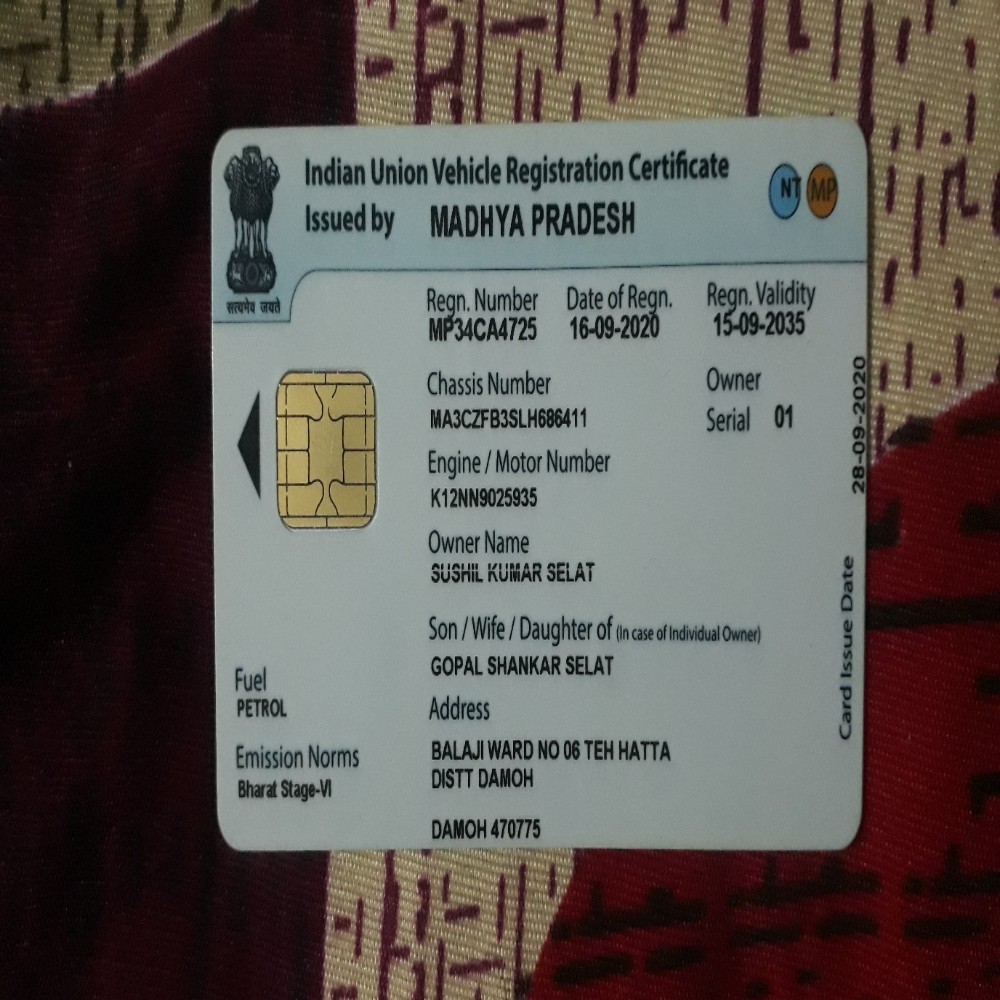 Indian Union Vehicle Registration Certificate
Issued by MADHYA PRADESH
NT MP
सत्यमेव जयते
Regn. Number Date of Regn. Regn. Validity
MP34CA4725 16-09-2020 15-09-2035
Chassis Number Owner
MA3CZFB3SLH686411 Serial 01
Engine / Motor Number
K12NN9025935
Owner Name
SUSHIL KUMAR SELAT
Son / Wife / Daughter of (In case of Individual Owner)
GOPAL SHANKAR SELAT
Fuel
PETROL
Address
Emission Norms
Bharat Stage-VI
BALAJI WARD NO 06 TEH HATTA
DISTT DAMOH
DAMOH 470775
Card Issue Date 28-09-2020